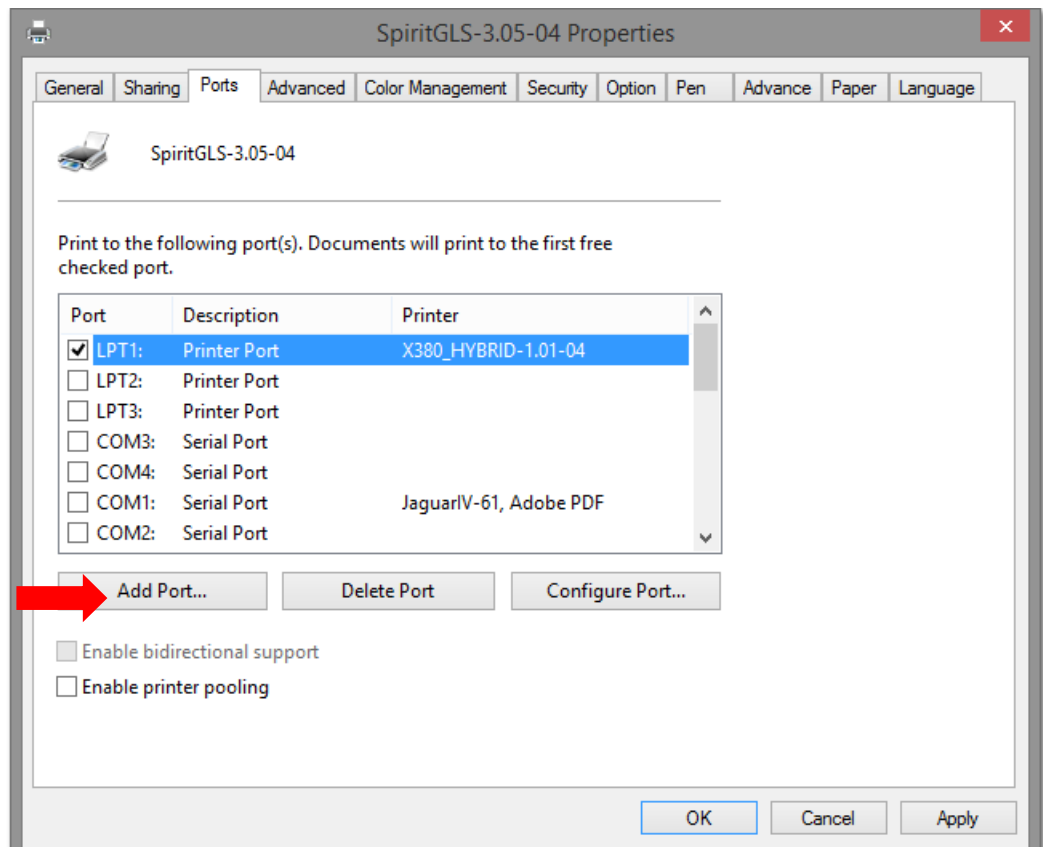 SpiritGLS-3.05-04 Properties
General Sharing Ports Advanced Color Management Security Option Pen Advance Paper Language
SpiritGLS-3.05-04
Print to the following port(s). Documents will print to the first free
checked port.
Port Description Printer
LPT1: Printer Port X380_HYBRID-1.01-04
LPT2: Printer Port
LPT3: Printer Port
COM3: Serial Port
COM4: Serial Port
COM1: Serial Port JaguarIV-61, Adobe PDF
COM2: Serial Port
Add Port... Delete Port Configure Port...
Enable bidirectional support
Enable printer pooling
OK Cancel Apply